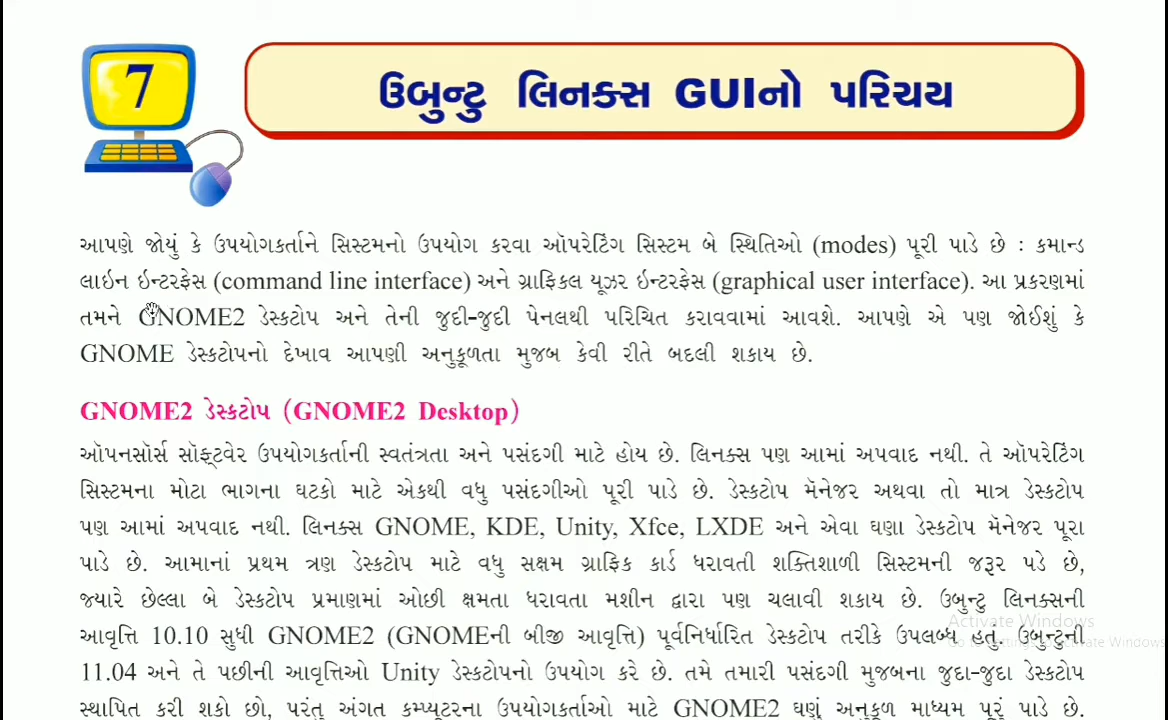 7
ઉબુન્ટુ લિનક્સ GUIનો પરિચય
આપણે જોયું કે ઉપયોગકર્તાને સિસ્ટમનો ઉપયોગ કરવા ઑપરેટિંગ સિસ્ટમ બે સ્થિતિઓ (modes) પૂરી પાડે છે : કમાન્ડ
લાઇન ઇન્ટરફેસ (command line interface) અને ગ્રાફિકલ યૂઝર ઇન્ટરફેસ (graphical user interface). આ પ્રકરણમાં
તમને GNOME2 ડેસ્કટોપ અને તેની જુદી-જુદી પેનલથી પરિચિત કરાવવામાં આવશે. આપણે એ પણ જોઈશું કે
GNOME ડેસ્કટોપનો દેખાવ આપણી અનુકૂળતા મુજબ કેવી રીતે બદલી શકાય છે.
GNOME2 ડેસ્કટોપ (GNOME2 Desktop)
ઑપનસૉર્સ સૉફ્ટવેર ઉપયોગકર્તાની સ્વતંત્રતા અને પસંદગી માટે હોય છે. લિનક્સ પણ આમાં અપવાદ નથી. તે ઑપરેટિંગ
સિસ્ટમના મોટા ભાગના ઘટકો માટે એકથી વધુ પસંદગીઓ પૂરી પાડે છે. ડેસ્કટોપ મૅનેજર અથવા તો માત્ર ડેસ્કટોપ
પણ આમાં અપવાદ નથી. લિનક્સ GNOME, KDE, Unity, Xfce, LXDE અને એવા ઘણા ડેસ્કટોપ મૅનેજર પૂરા
પાડે છે. આમાનાં પ્રથમ ત્રણ ડેસ્કટોપ માટે વધુ સક્ષમ ગ્રાફિક કાર્ડ ધરાવતી શક્તિશાળી સિસ્ટમની જરૂર પડે છે,
જ્યારે છેલ્લા બે ડેસ્કટોપ પ્રમાણમાં ઓછી ક્ષમતા ધરાવતા મશીન દ્વારા પણ ચલાવી શકાય છે. ઉબુન્ટુ લિનક્સની
Activate Windows
આવૃત્તિ 10.10 સુધી GNOME2 (GNOMEની બીજી આવૃત્તિ) પૂર્વનિર્ધારિત ડેસ્કટોપ તરીકે ઉપલબ્ધ હતું. ઉબુન્ટુની
Go to Settings to activate Windows
11.04 અને તે પછીની આવૃત્તિઓ Unity ડેસ્કટોપનો ઉપયોગ કરે છે. તમે તમારી પસંદગી મુજબના જુદા-જુદા ડેસ્કટોપ
સ્થાપિત કરી શકો છો, પરંતુ અંગત કમ્પ્યૂટરના ઉપયોગકર્તાઓ માટે GNOME2 ઘણું અનુકૂળ માધ્યમ પૂરું પાડે છે.